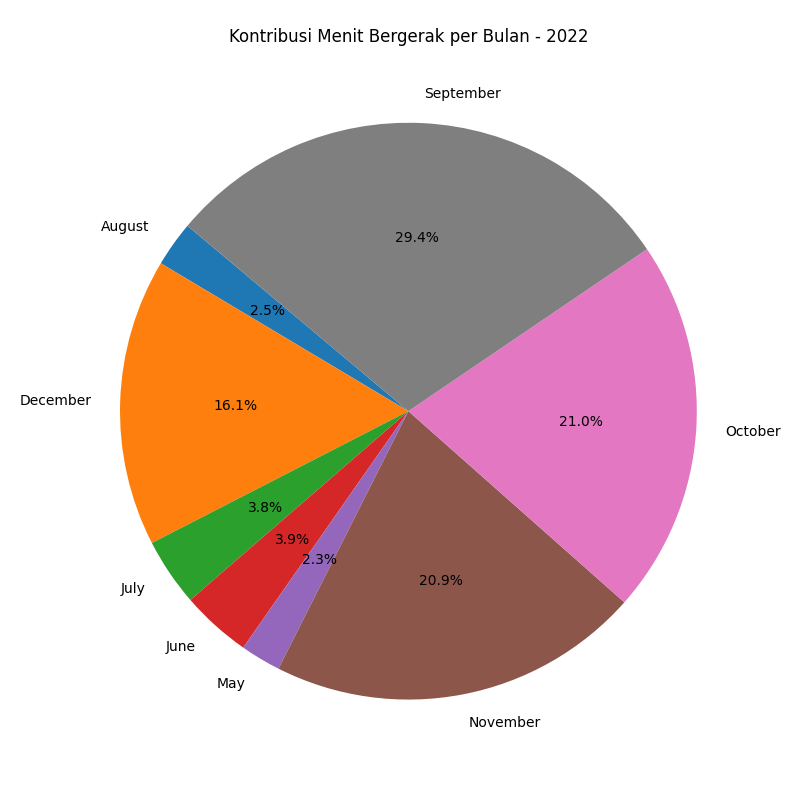 Kontribusi Menit Bergerak per Bulan - 2022
September
29.4%
August
2.5%
December
16.1%
July
3.8%
June
3.9%
May
2.3%
November
20.9%
October
21.0%